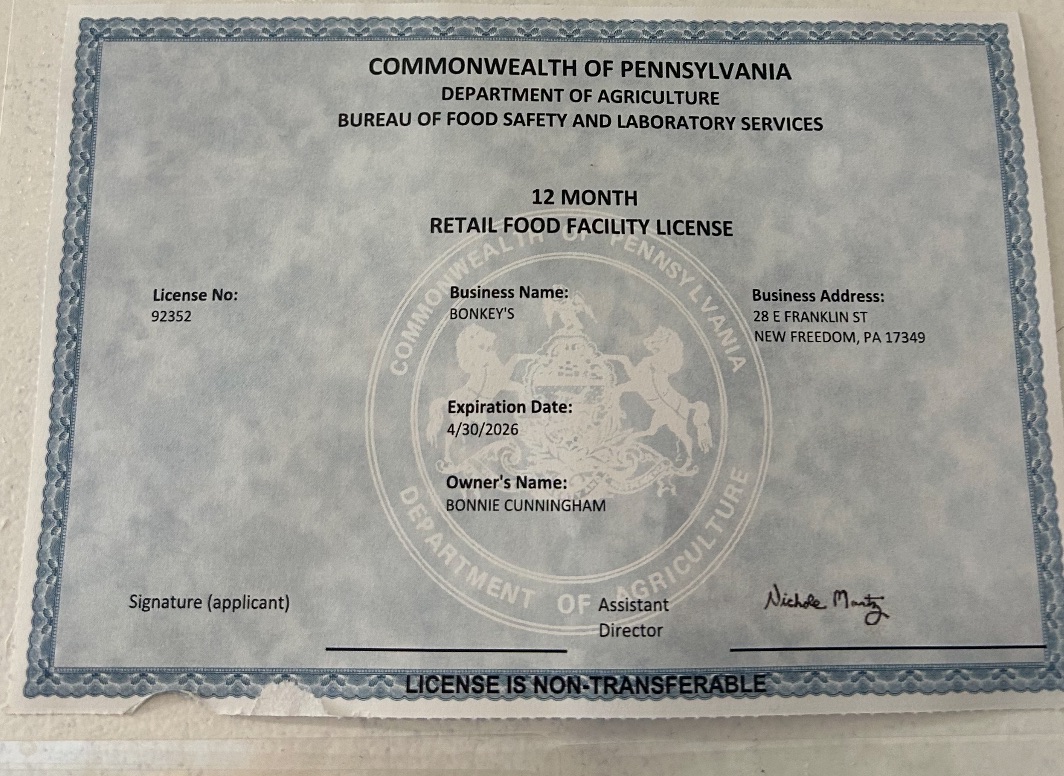 COMMONWEALTH OF PENNSYLVANIA
DEPARTMENT OF AGRICULTURE
BUREAU OF FOOD SAFETY AND LABORATORY SERVICES
12 MONTH
RETAIL FOOD FACILITY LICENSE
COMMONWEALTH OF PENNSYLVANIA
License No:
92352
Business Name:
BONKEY'S
Business Address:
28 E FRANKLIN ST
NEW FREEDOM, PA 17349
Expiration Date:
4/30/2026
Owner's Name:
BONNIE CUNNINGHAM
DEPARTMENT OF AGRICULTURE
Signature (applicant)
Assistant
Director
Nichole Martz
LICENSE IS NON-TRANSFERABLE